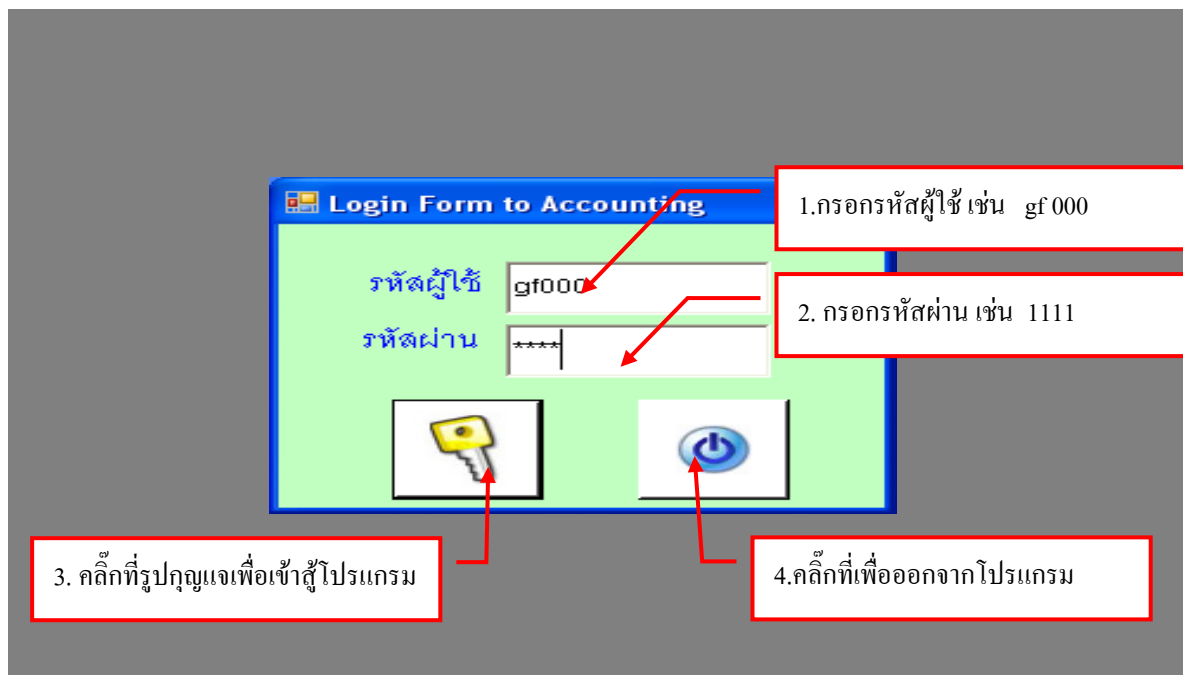 Login Form to Accounting
1.กรอกรหัสผู้ใช้ เช่น gf 000
รหัสผู้ใช้ gf000
2. กรอกรหัสผ่าน เช่น 1111
รหัสผ่าน ****
3. คลิ๊กที่รูปกุญแจเพื่อเข้าสู้โปรแกรม
4.คลิ๊กที่เพื่อออกจากโปรแกรม